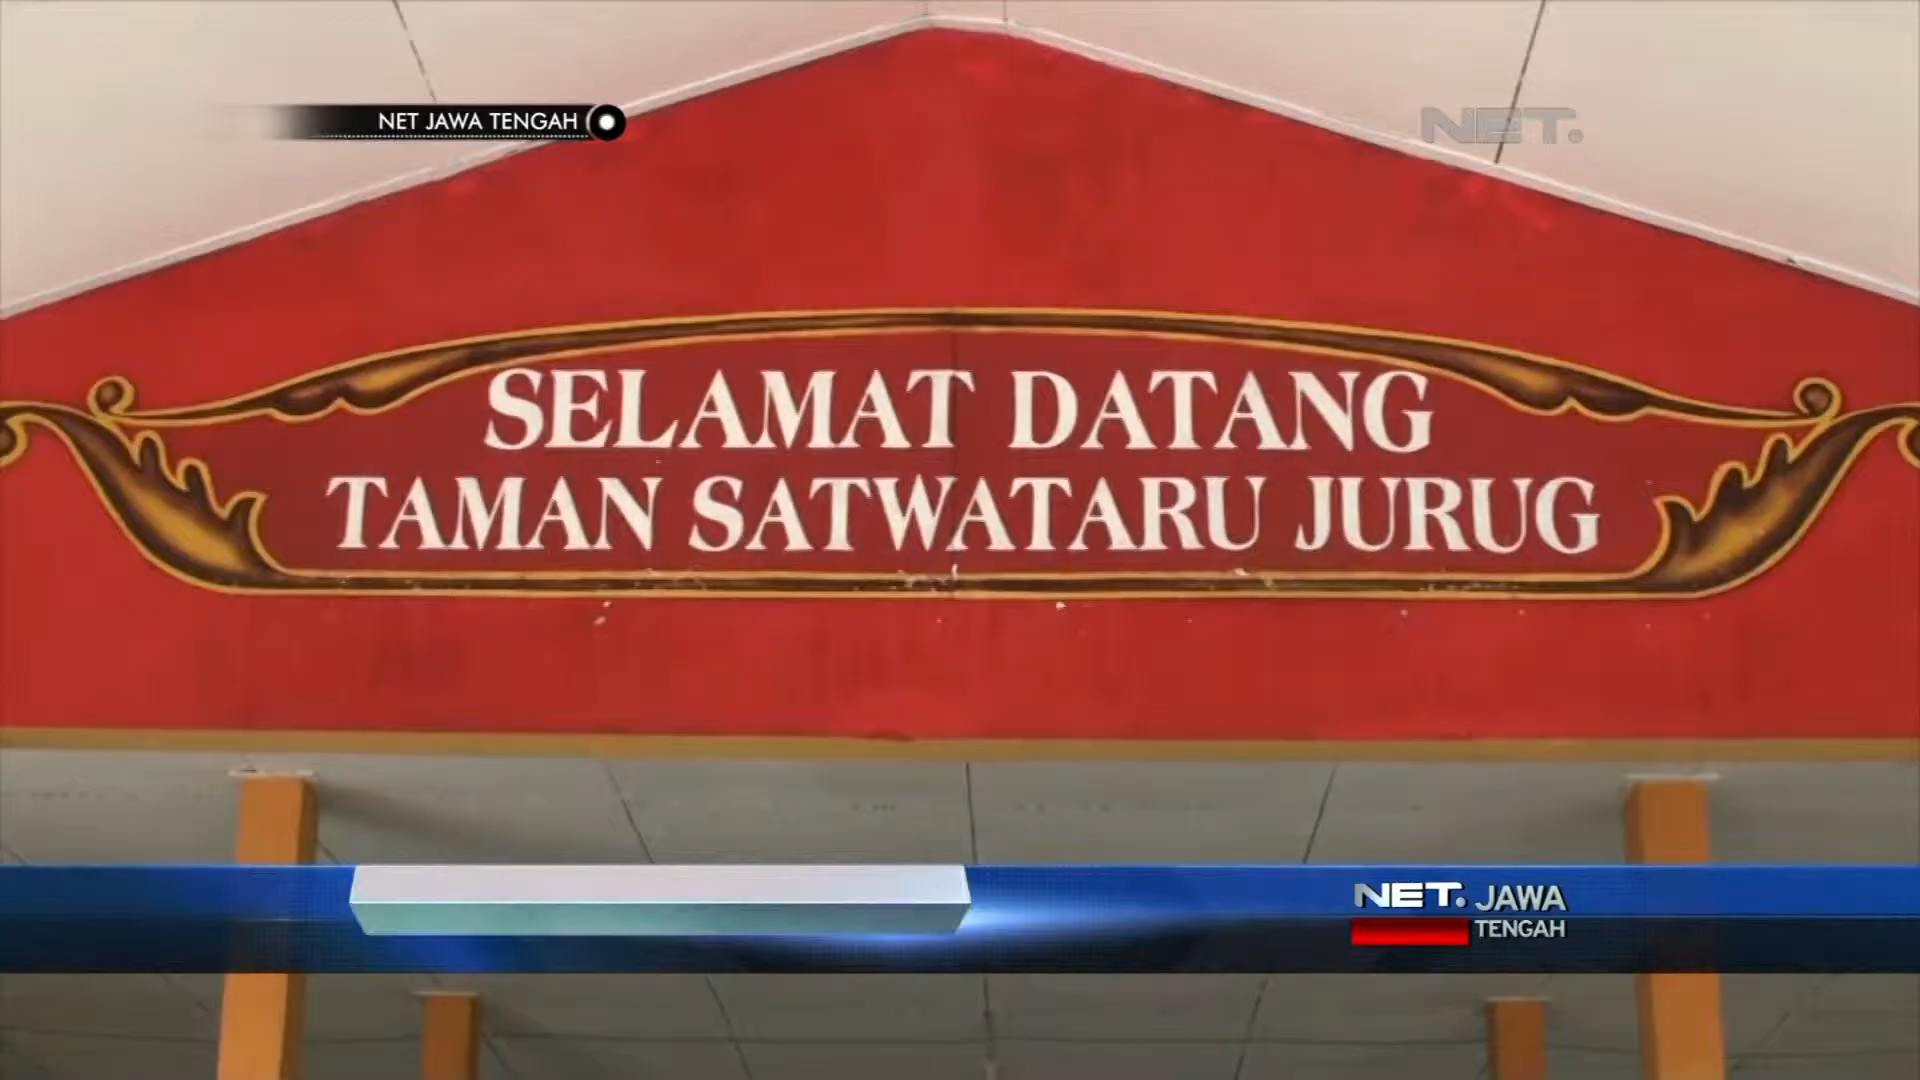 NET JAWA TENGAH
NET.
SELAMAT DATANG
TAMAN SATWATARU JURUG
NET. JAWA
TENGAH